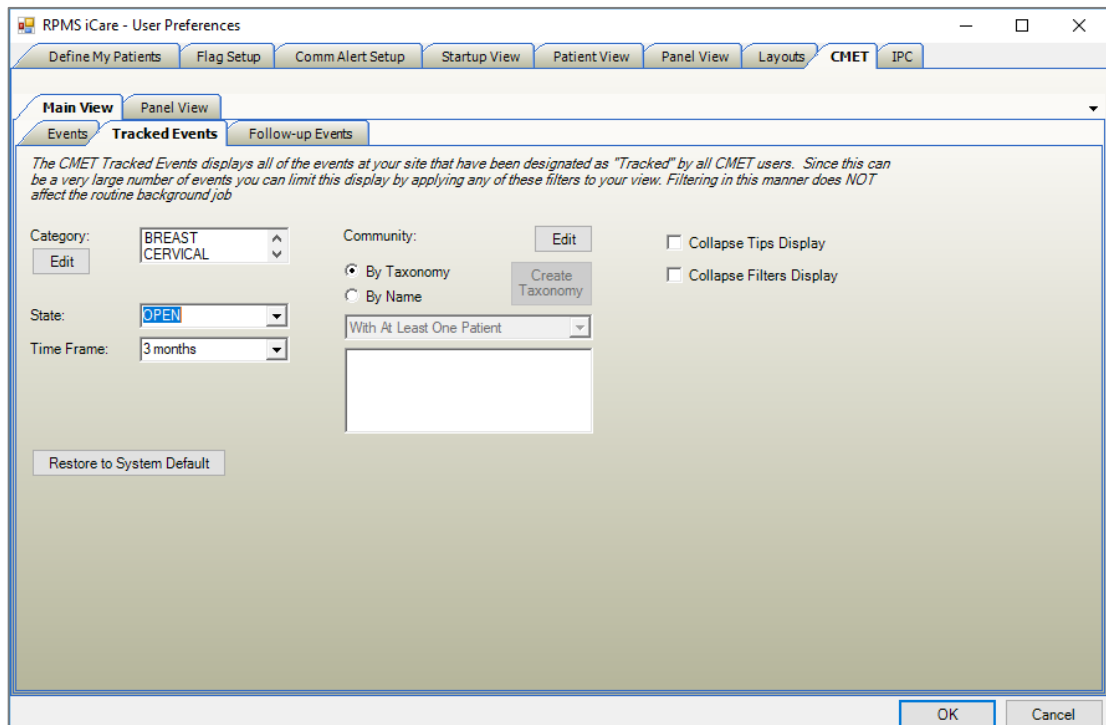 RPMS iCare - User Preferences
Define My Patients Flag Setup Comm Alert Setup Startup View Patient View Panel View Layouts CMET IPC
Main View Panel View
Events Tracked Events Follow-up Events
The CMET Tracked Events displays all of the events at your site that have been designated as "Tracked" by all CMET users. Since this can
be a very large number of events you can limit this display by applying any of these filters to your view. Filtering in this manner does NOT
affect the routine background job
Category:
Edit
BREAST
CERVICAL
State:
OPEN
Time Frame:
3 months
Community:
Edit
By Taxonomy
By Name
Create
Taxonomy
With At Least One Patient
Collapse Tips Display
Collapse Filters Display
Restore to System Default
OK Cancel